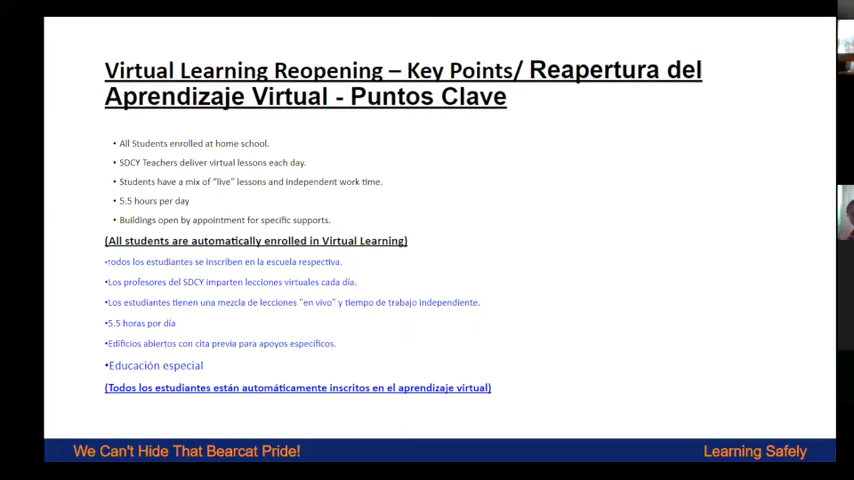 Virtual Learning Reopening – Key Points/ Reapertura del
Aprendizaje Virtual - Puntos Clave
• All Students enrolled at home school.
• SDCY Teachers deliver virtual lessons each day.
• Students have a mix of "live" lessons and independent work time.
• 5.5 hours per day
• Buildings open by appointment for specific supports.
(All students are automatically enrolled in Virtual Learning)
•Todos los estudiantes se inscriben en la escuela respectiva.
•Los profesores del SDCY imparten lecciones virtuales cada día.
•Los estudiantes tienen una mezcla de lecciones "en vivo" y tiempo de trabajo independiente.
•5.5 horas por día
•Edificios abiertos con cita previa para apoyos específicos.
•Educación especial
(Todos los estudiantes están automáticamente inscritos en el aprendizaje virtual)
We Can't Hide That Bearcat Pride!
Learning Safely